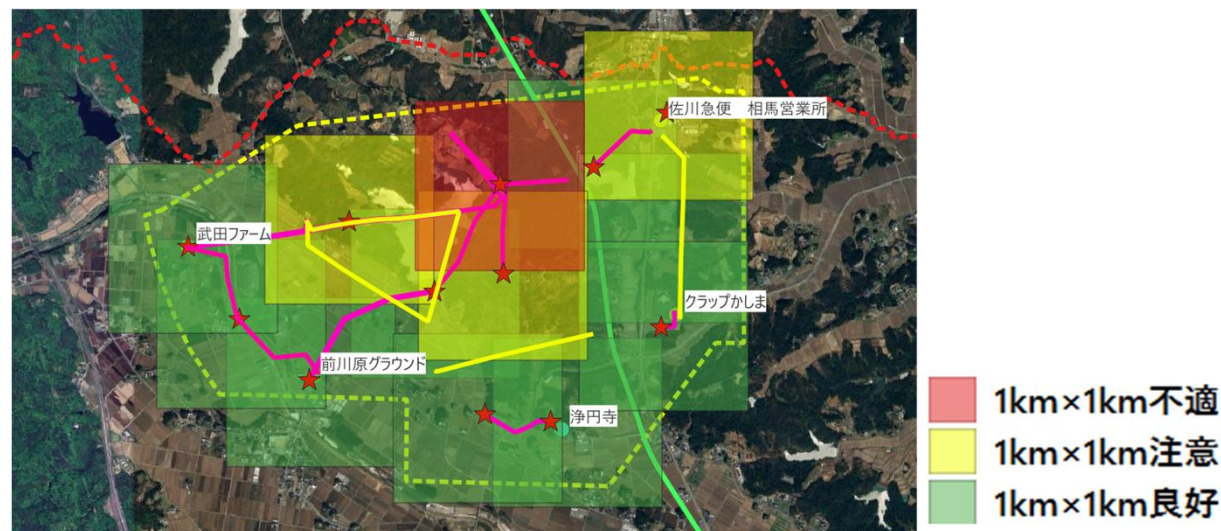 佐川急便　相馬営業所
武田ファーム
クラップかしま
前川原グラウンド
浄円寺
1km×1km不適
1km×1km注意
1km×1km良好